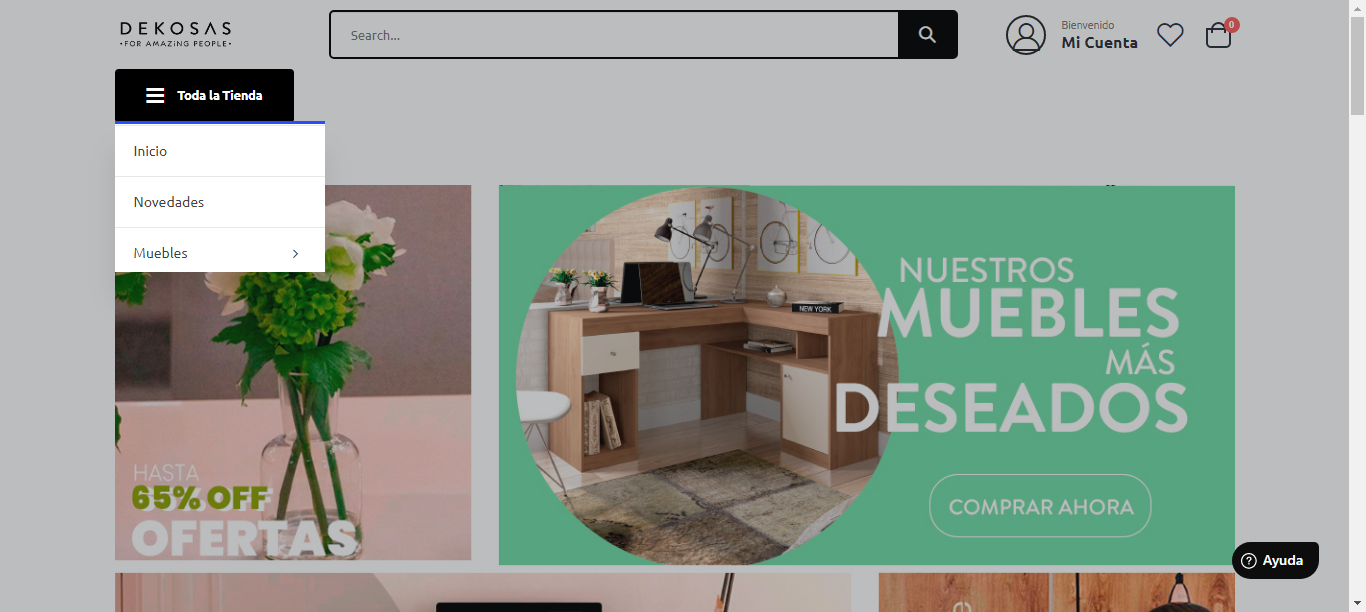 DEKOSAS
•FOR AMAZING PEOPLE•
Search...
Bienvenido
Mi Cuenta
0
Toda la Tienda
Inicio
Novedades
Muebles
HASTA
65% OFF
OFERTAS
NEW YORK
NUESTROS
MUEBLES
MÁS
DESEADOS
COMPRAR AHORA
Ayuda